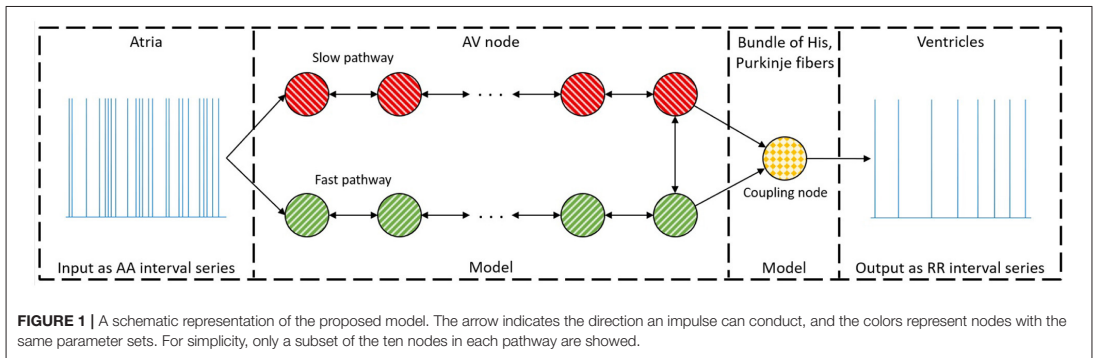 Atria
AV node
Bundle of His,
Purkinje fibers
Ventricles
Slow pathway
Fast pathway
Coupling node
Input as AA interval series
Model
Model
Output as RR interval series
FIGURE 1 | A schematic representation of the proposed model. The arrow indicates the direction an impulse can conduct, and the colors represent nodes with the
same parameter sets. For simplicity, only a subset of the ten nodes in each pathway are showed.